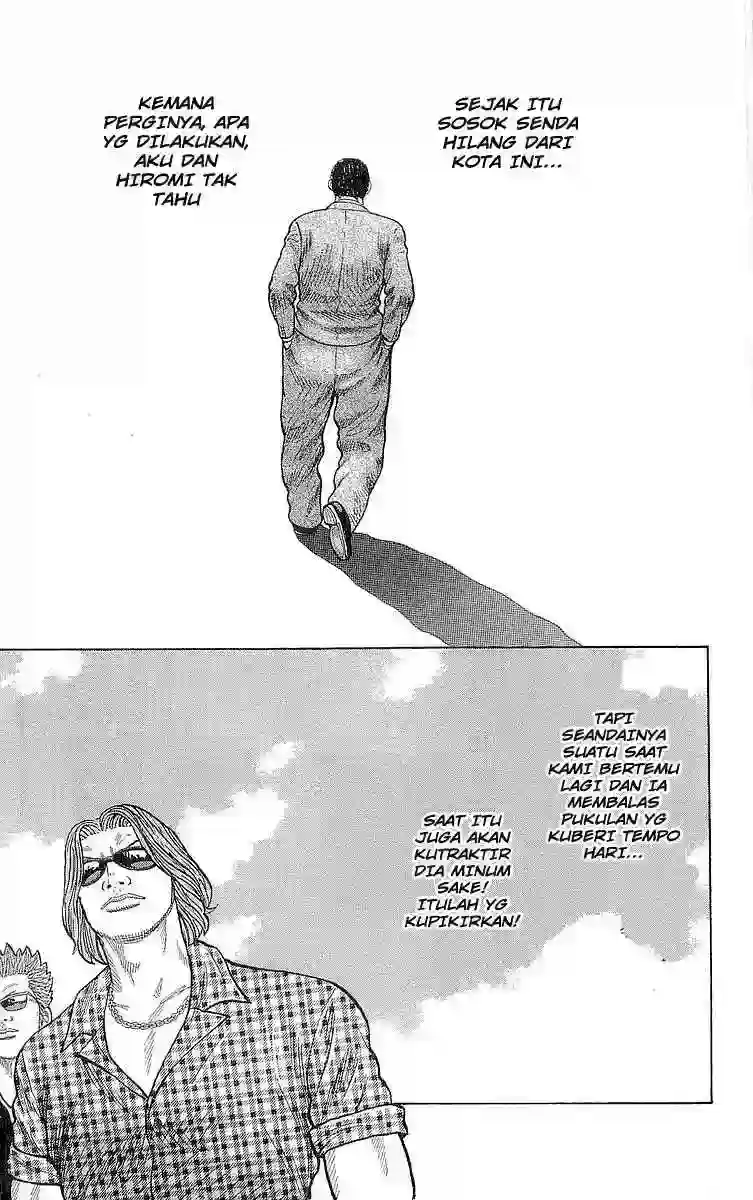 SEJAK ITU
SOSOK SENDA
HILANG DARI
KOTA INI...
KEMANA
PERGINYA, APA
YG DILAKUKAN,
AKU DAN
HIROMI TAK
TAHU
TAPI
SEANDAINYA
SUATU SAAT
KAMI BERTEMU
LAGI DAN IA
MEMBALAS
PUKULAN YG
KUBERI TEMPO
HARI...
SAAT ITU
JUGA AKAN
KUTRAKTIR
DIA MINUM
SAKE!
ITULAH YG
KUPIKIRKAN!